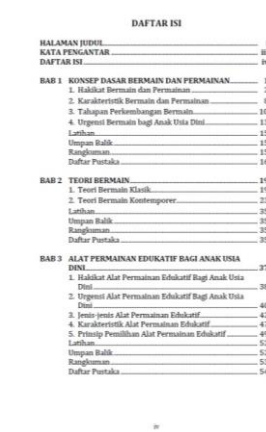 DAFTAR ISI
HALAMAN JUDUL
KATA PENGANTAR
DAFTAR ISI
BAB 1 KONSEP DASAR BERMAIN DAN PERMAINAN
1. Hakikat Bermain dan Permainan
2. Karakteristik Bermain dan Permainan
3. Tahapan Perkembangan Bermain
4. Urgensi Bermain bagi Anak Usia Dini
Latihan
Umpan Balik
Rangkuman
Daftar Pustaka
BAB 2 TEORI BERMAIN
1. Teori Bermain Klasik
2. Teori Bermain Kontemporer
Latihan
Umpan Balik
Rangkuman
Daftar Pustaka
BAB 3 ALAT PERMAINAN EDUKATIF BAGI ANAK USIA
DINI
1. Hakikat Alat Permainan Edukatif Bagi Anak Usia
Dini
2. Urgensi Alat Permainan Edukatif Bagi Anak Usia
Dini
3. Jenis-jenis Alat Permainan Edukatif
4. Karakteristik Alat Permainan Edukatif
5. Prinsip Pemilihan Alat Permainan Edukatif
Latihan
Umpan Balik
Rangkuman
Daftar Pustaka
iv